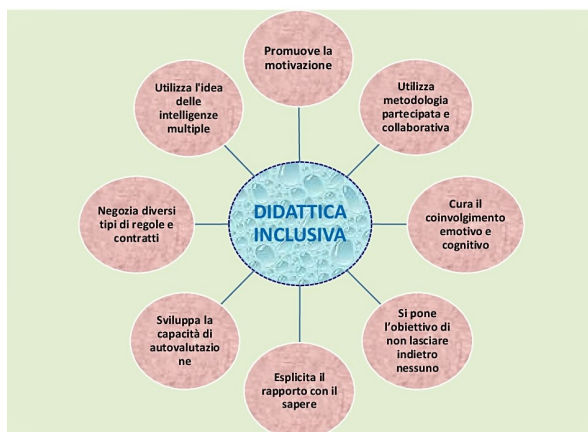 Promuove la
motivazione
Utilizza
metodologia
partecipata e
collaborativa
Cura il
coinvolgimento
emotivo e
cognitivo
Si pone
l'obiettivo di
non lasciare
indietro
nessuno
Esplicita il
rapporto con il
sapere
Sviluppa la
capacità di
autovalutazio
ne
Negozia diversi
tipi di regole e
contratti
Utilizza l'idea
delle
intelligenze
multiple
DIDATTICA
INCLUSIVA